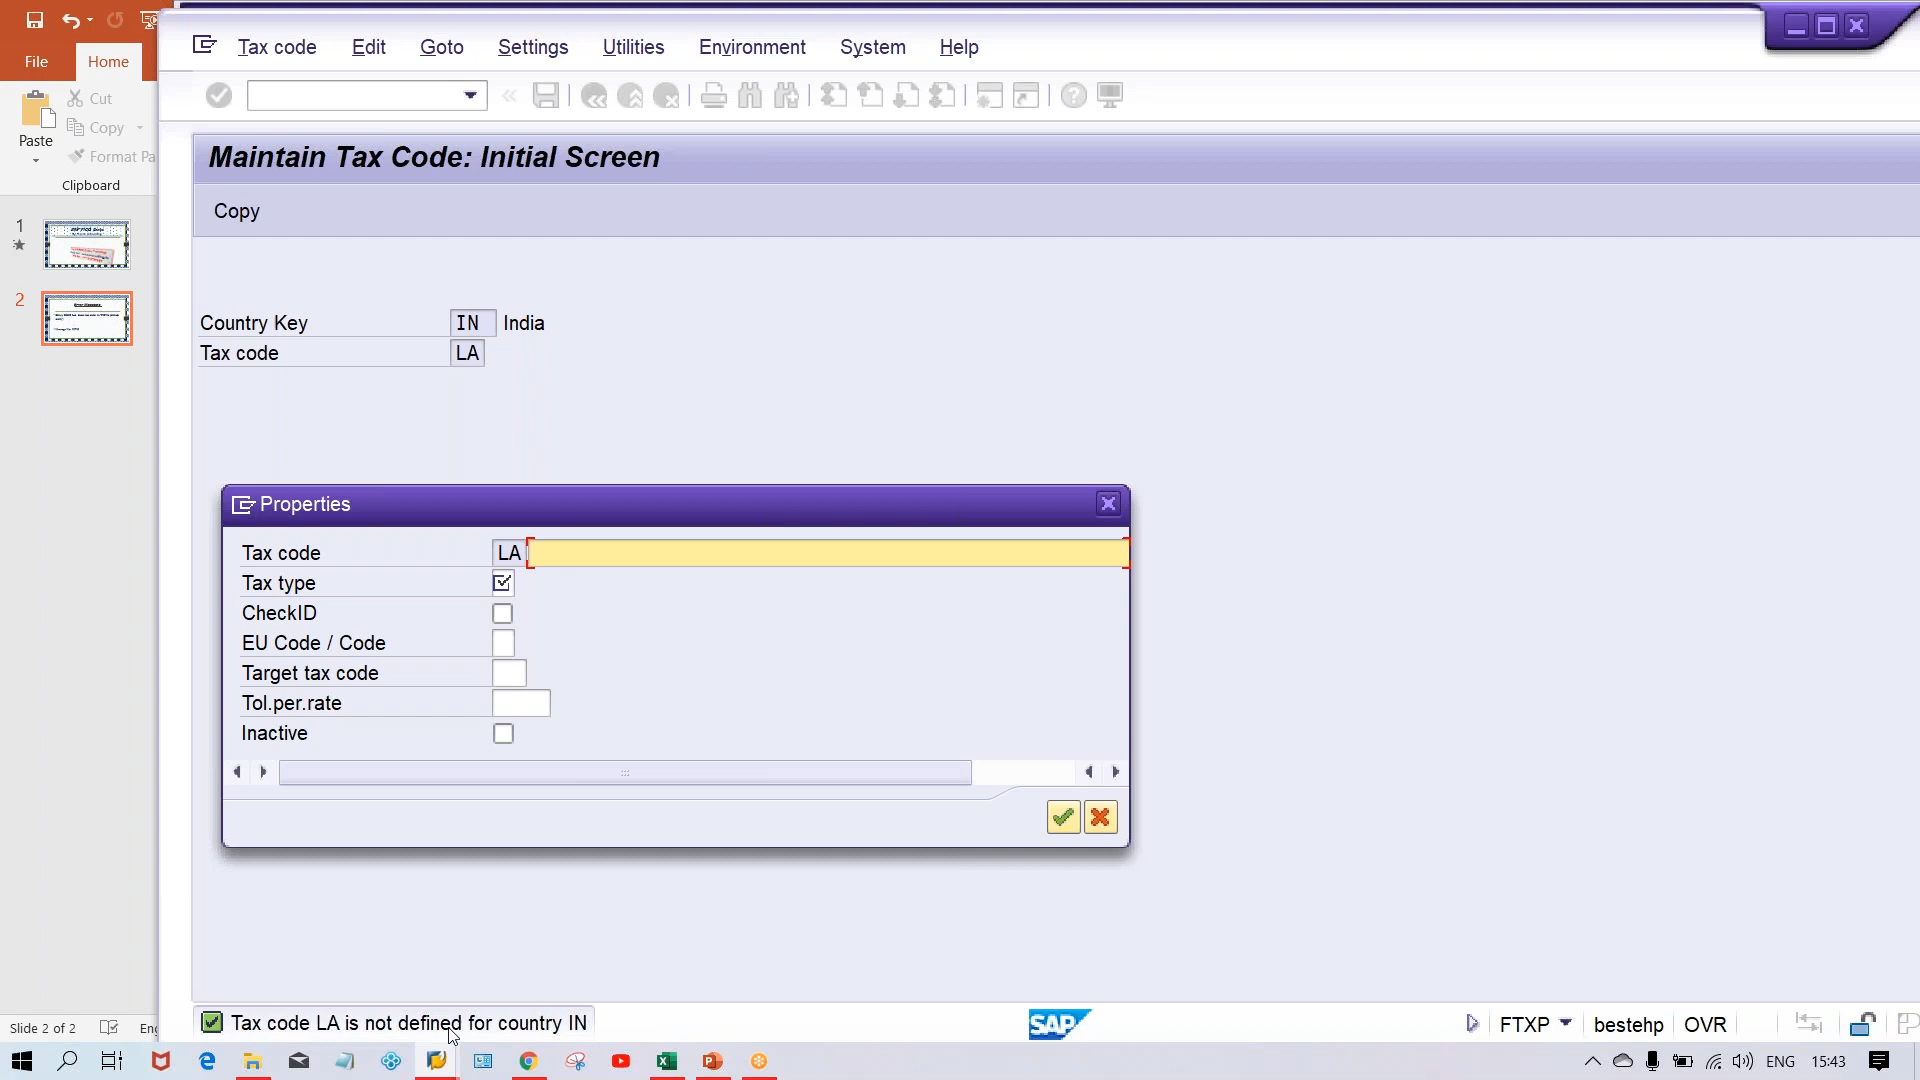 File
Home
Cut
Copy
Paste
Format Pa
Clipboard
1
2
Tax code Edit Goto Settings Utilities Environment System Help
Maintain Tax Code: Initial Screen
Copy
Country Key IN India
Tax code LA
Properties
Tax code LA
Tax type
CheckID
EU Code / Code
Target tax code
Tol.per.rate
Inactive
Tax code LA is not defined for country IN
SAP
FTXP bestehp OVR
Slide 2 of 2
ENG 15:43